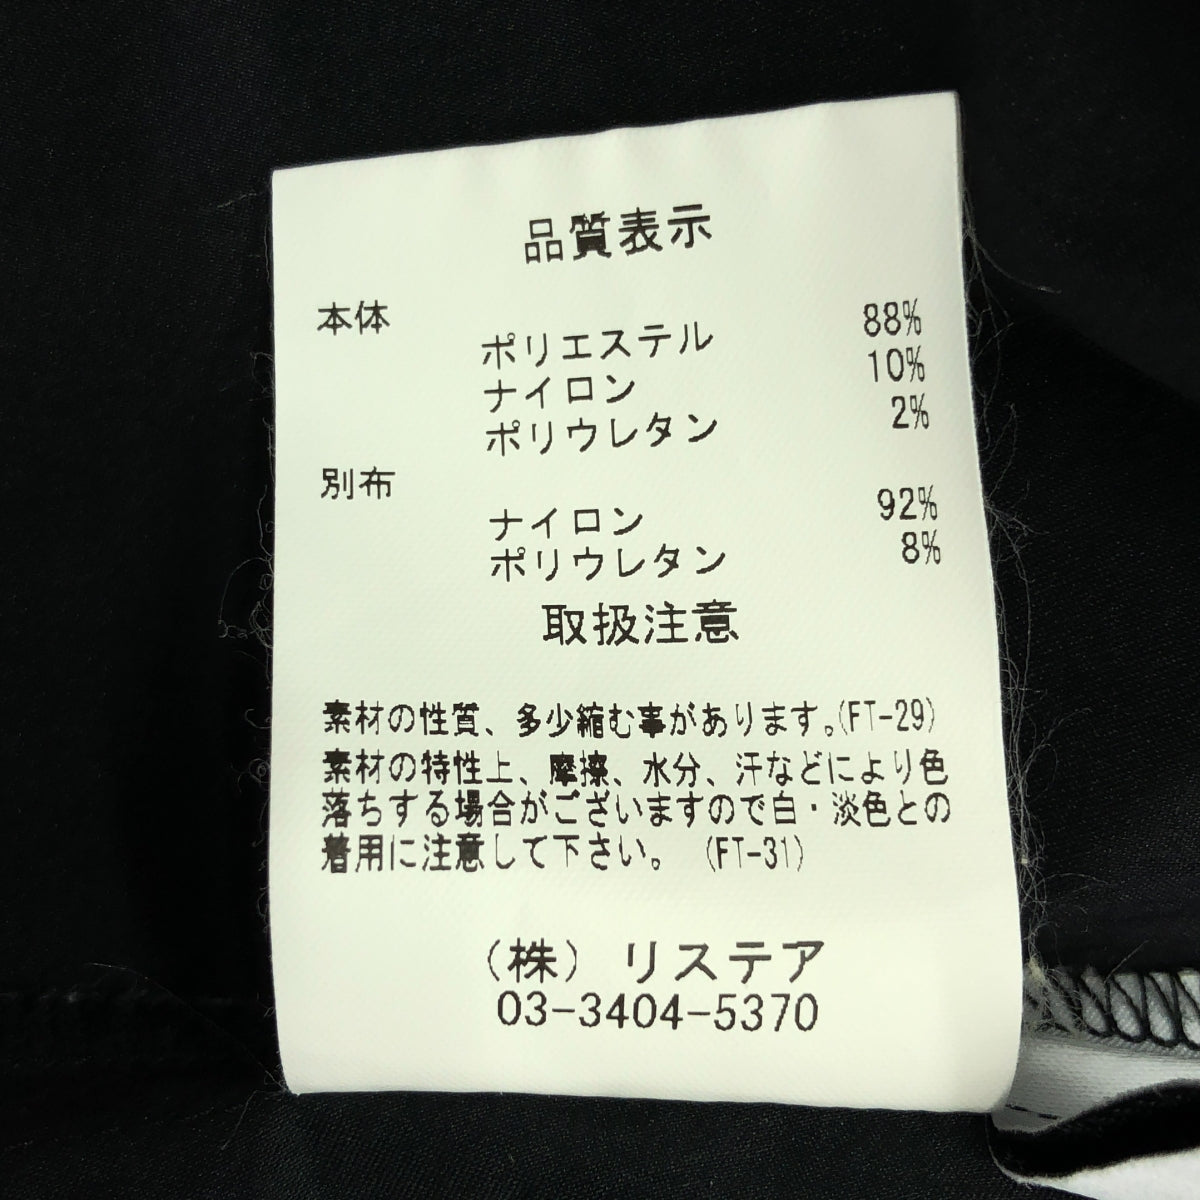 品質表示
本体
ポリエステル 88%
ナイロン 10%
ポリウレタン 2%
別布
ナイロン 92%
ポリウレタン 8%
取扱注意
素材の性質、多少縮む事があります。(FT-29)
素材の特性上、摩擦、水分、汗などにより色
落ちする場合がございますので白・淡色との
着用に注意して下さい。 (FT-31)
(株) リステア
03-3404-5370